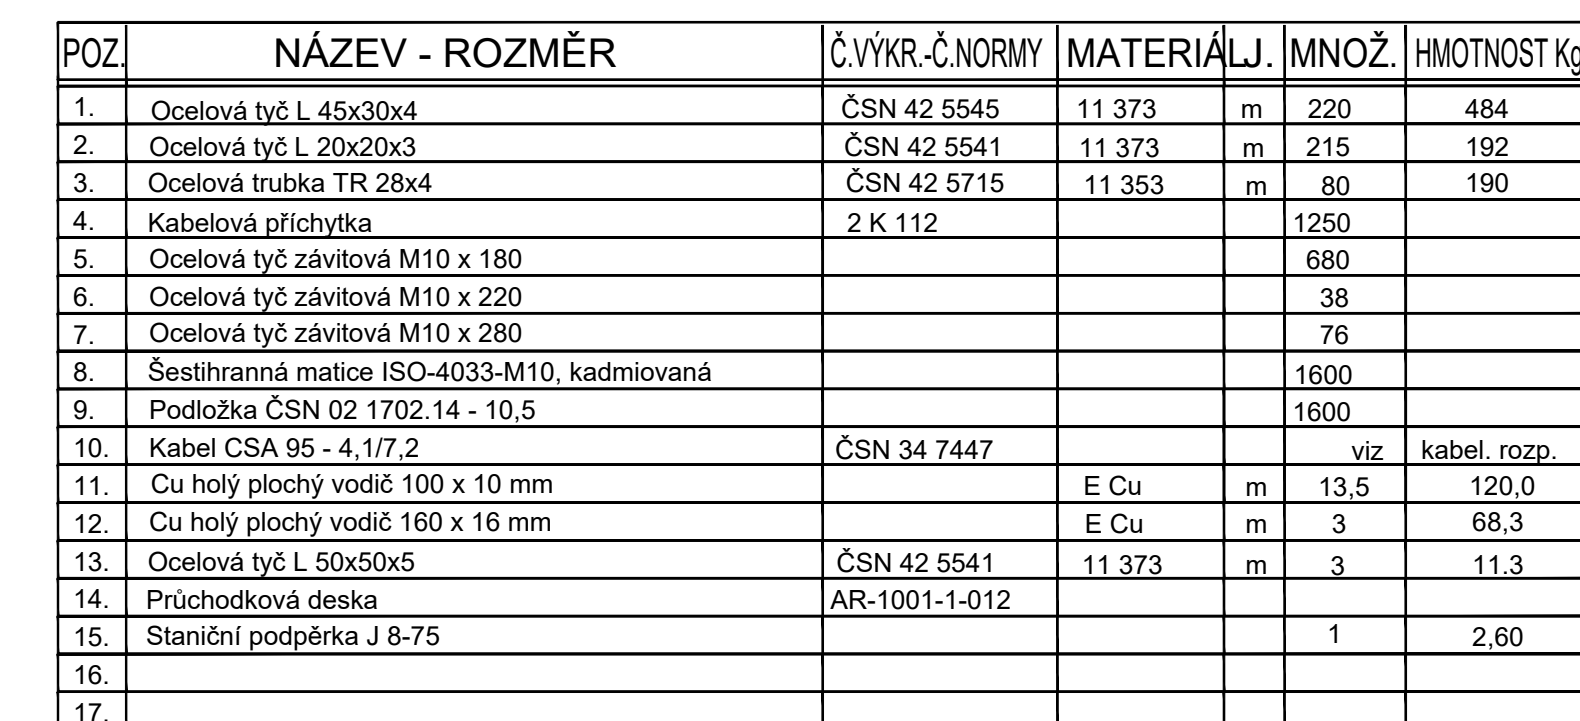 POZ. NÁZEV - ROZMĚR Č.VÝKR.-Č.NORMY MATERIÁL J. MNOŽ. HMOTNOST Kg
1. Ocelová tyč L 45x30x4 ČSN 42 5545 11 373 m 220 484
2. Ocelová tyč L 20x20x3 ČSN 42 5541 11 373 m 215 192
3. Ocelová trubka TR 28x4 ČSN 42 5715 11 353 m 80 190
4. Kabelová příchytka 2 K 112 1250
5. Ocelová tyč závitová M10 x 180 680
6. Ocelová tyč závitová M10 x 220 38
7. Ocelová tyč závitová M10 x 280 76
8. Šestihranná matice ISO-4033-M10, kadmiovaná 1600
9. Podložka ČSN 02 1702.14 - 10,5 1600
10. Kabel CSA 95 - 4,1/7,2 ČSN 34 7447 viz kabel. rozp.
11. Cu holý plochý vodič 100 x 10 mm E Cu m 13,5 120,0
12. Cu holý plochý vodič 160 x 16 mm E Cu m 3 68,3
13. Ocelová tyč L 50x50x5 ČSN 42 5541 11 373 m 3 11.3
14. Průchodková deska AR-1001-1-012
15. Staniční podpěrka J 8-75 1 2,60
16.
17.